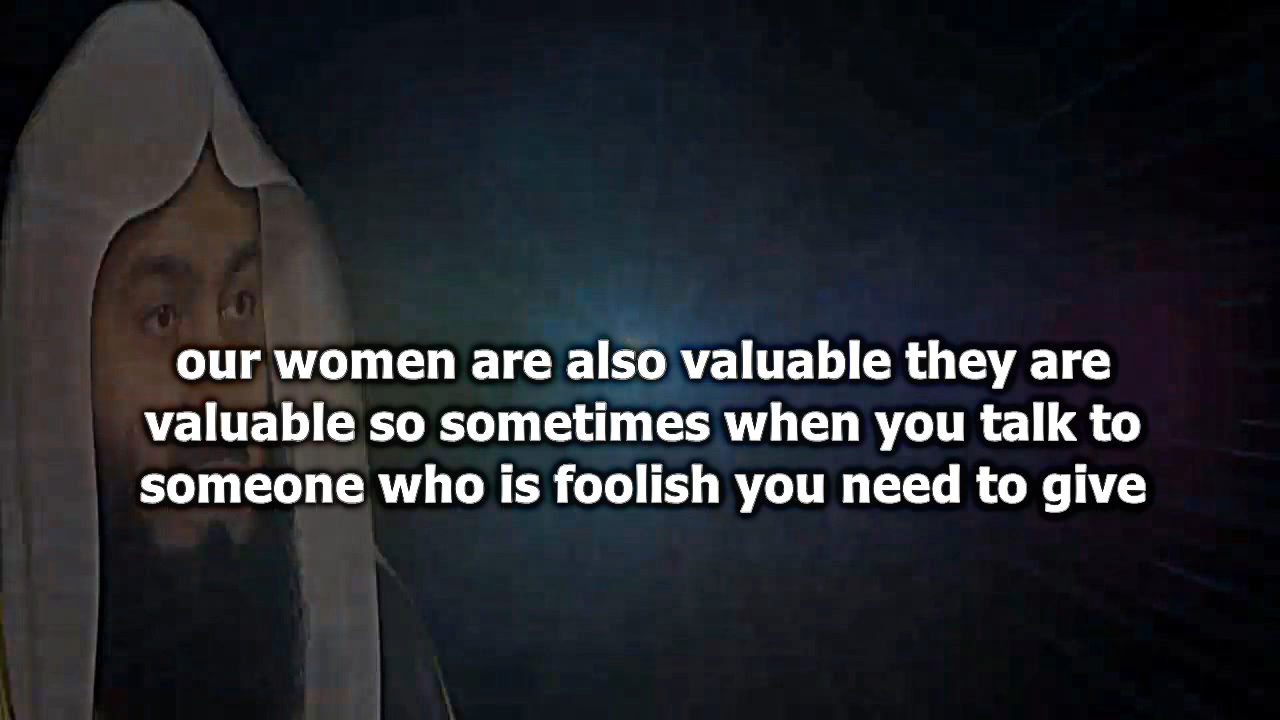 our women are also valuable they are
valuable so sometimes when you talk to
someone who is foolish you need to give